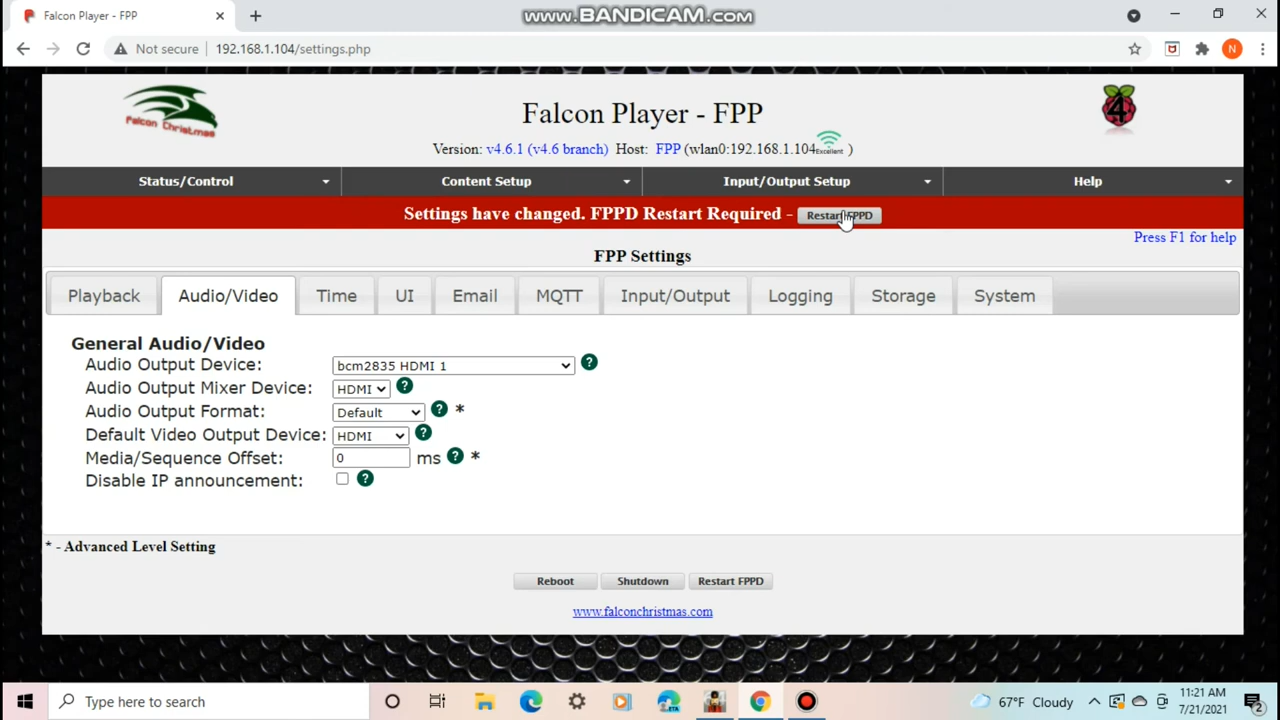 Falcon Player - FPP
www.BANDICAM.com
Not secure
192.168.1.104/settings.php
N
Falcon Christmas
Falcon Player - FPP
4
Version: v4.6.1 (v4.6 branch) Host: FPP (wlan0:192.168.1.104 Excellent )
Status/Control
Content Setup
Input/Output Setup
Help
Settings have changed. FPPD Restart Required - Restart FPPD
Press F1 for help
FPP Settings
Playback
Audio/Video
Time
UI
Email
MQTT
Input/Output
Logging
Storage
System
General Audio/Video
Audio Output Device: bcm2835 HDMI 1 ?
Audio Output Mixer Device: HDMI ?
Audio Output Format: Default ? *
Default Video Output Device: HDMI ?
Media/Sequence Offset: 0 ms ? *
Disable IP announcement: ?
* - Advanced Level Setting
Reboot
Shutdown
Restart FPPD
www.falconchristmas.com
Type here to search
67°F Cloudy
11:21 AM
7/21/2021
2